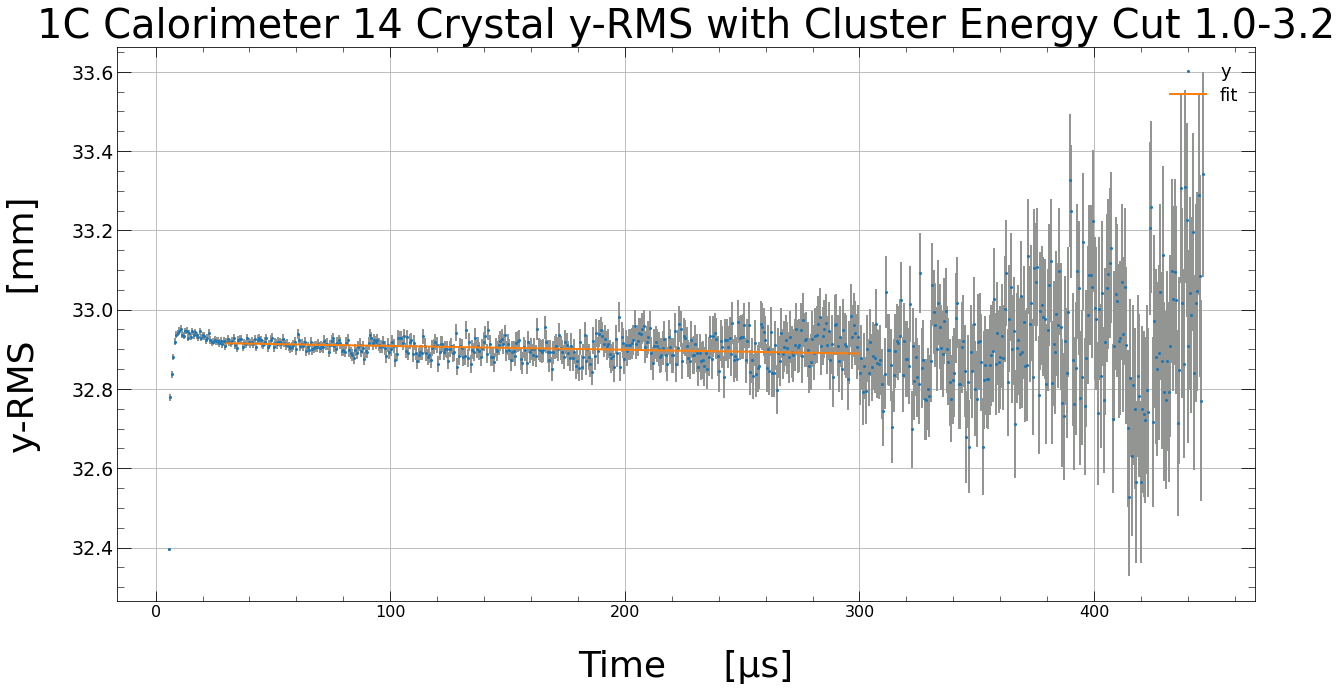 1C Calorimeter 14 Crystal y-RMS with Cluster Energy Cut 1.0-3.2
y
fit
33.6
33.4
33.2
33.0
32.8
32.6
32.4
y-RMS [mm]
0 100 200 300 400
Time [μs]